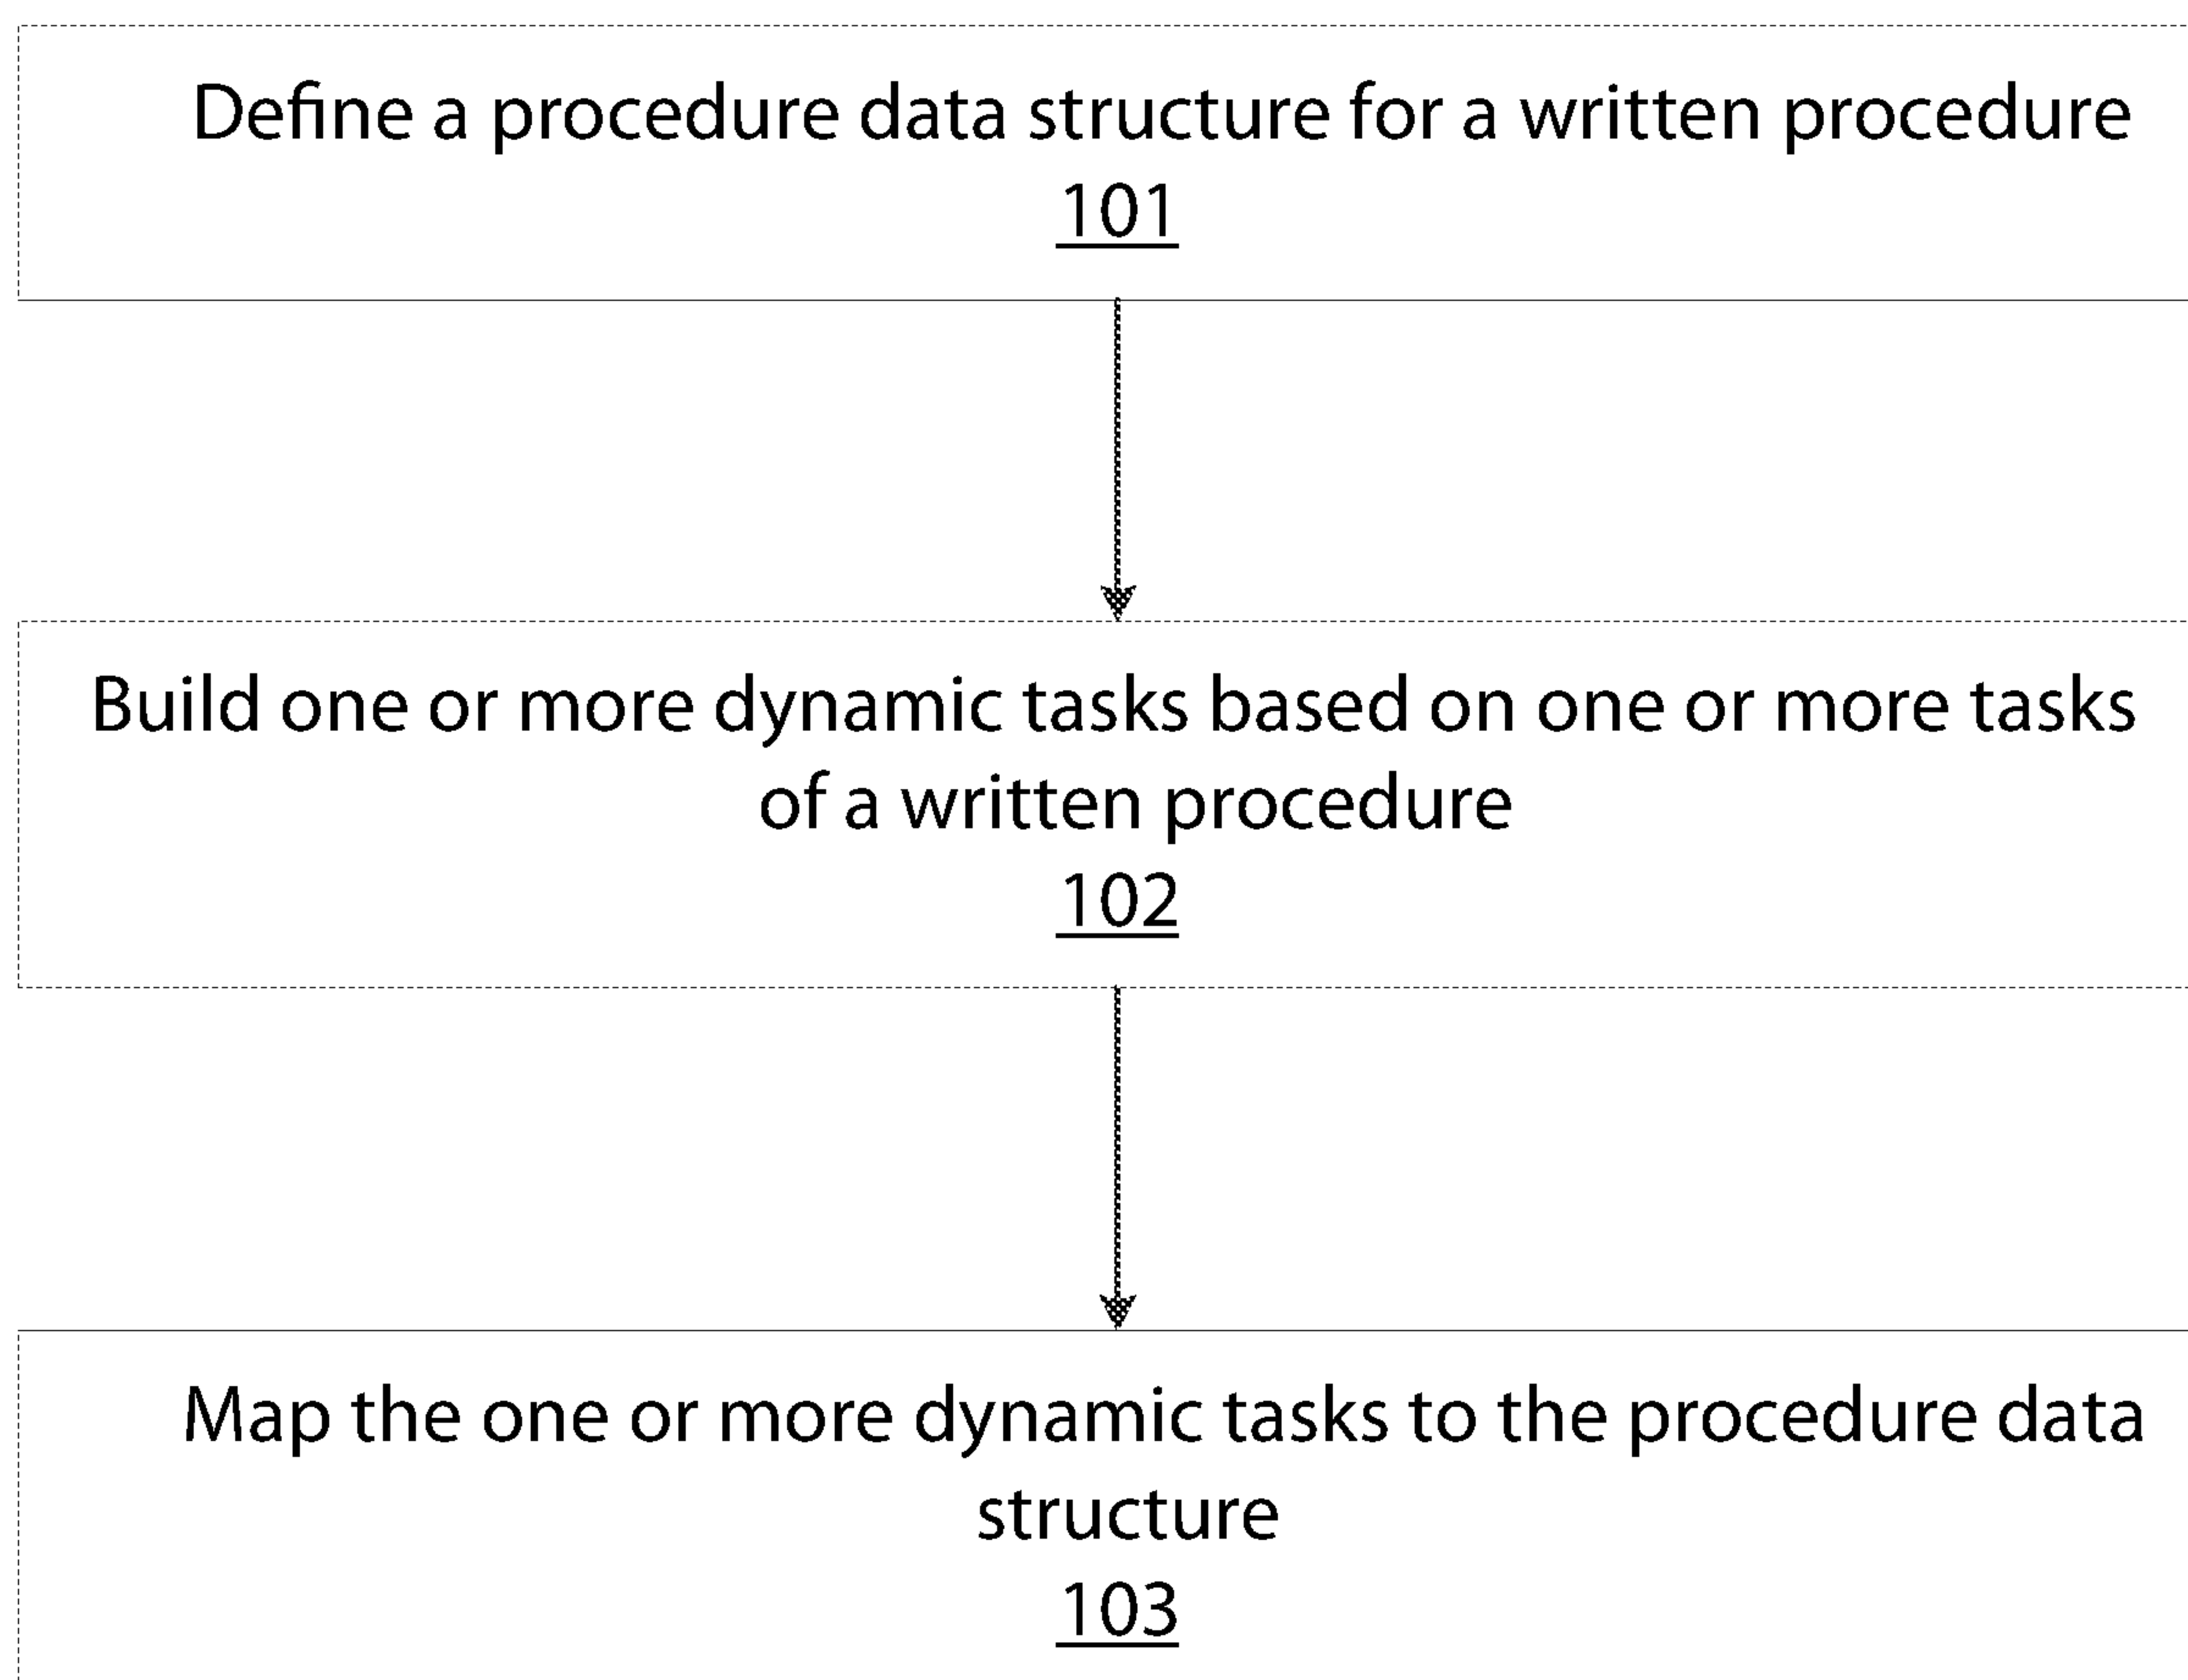 Define a procedure data structure for a written procedure
101
Build one or more dynamic tasks based on one or more tasks
of a written procedure
102
Map the one or more dynamic tasks to the procedure data
structure
103